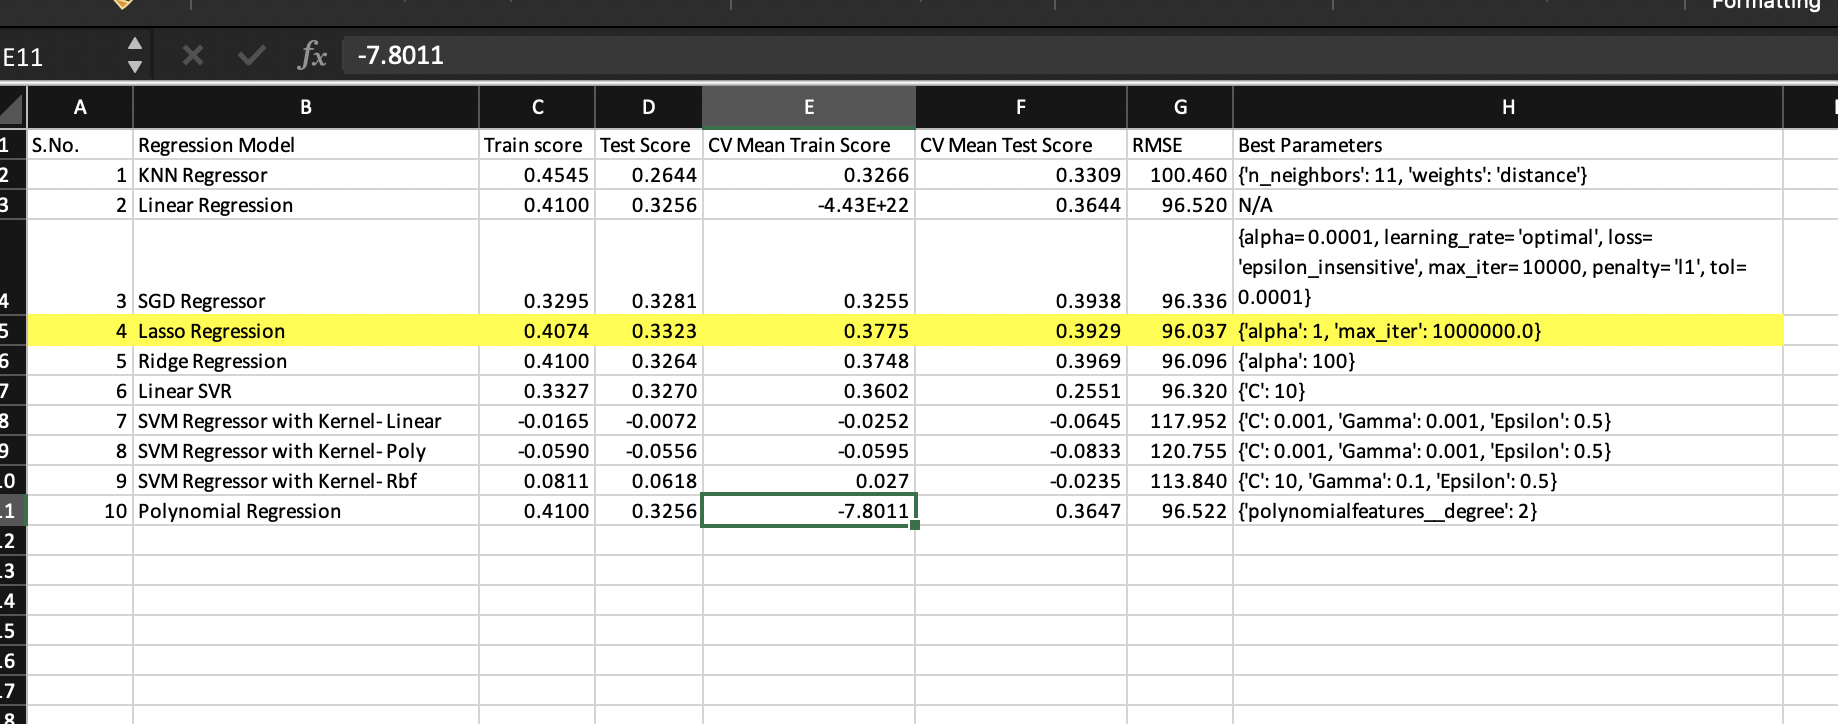 Formatting
E11 fx -7.8011
A B C D E F G H
1 S.No. Regression Model Train score Test Score CV Mean Train Score CV Mean Test Score RMSE Best Parameters
2 1 KNN Regressor 0.4545 0.2644 0.3266 0.3309 100.460 {'n_neighbors': 11, 'weights': 'distance'}
3 2 Linear Regression 0.4100 0.3256 -4.43E+22 0.3644 96.520 N/A
{alpha= 0.0001, learning_rate= 'optimal', loss=
'epsilon_insensitive', max_iter= 10000, penalty= 'l1', tol=
4 3 SGD Regressor 0.3295 0.3281 0.3255 0.3938 96.336 0.0001}
5 4 Lasso Regression 0.4074 0.3323 0.3775 0.3929 96.037 {'alpha': 1, 'max_iter': 1000000.0}
6 5 Ridge Regression 0.4100 0.3264 0.3748 0.3969 96.096 {'alpha': 100}
7 6 Linear SVR 0.3327 0.3270 0.3602 0.2551 96.320 {'C': 10}
8 7 SVM Regressor with Kernel- Linear -0.0165 -0.0072 -0.0252 -0.0645 117.952 {'C': 0.001, 'Gamma': 0.001, 'Epsilon': 0.5}
9 8 SVM Regressor with Kernel- Poly -0.0590 -0.0556 -0.0595 -0.0833 120.755 {'C': 0.001, 'Gamma': 0.001, 'Epsilon': 0.5}
10 9 SVM Regressor with Kernel- Rbf 0.0811 0.0618 0.027 -0.0235 113.840 {'C': 10, 'Gamma': 0.1, 'Epsilon': 0.5}
11 10 Polynomial Regression 0.4100 0.3256 -7.8011 0.3647 96.522 {'polynomialfeatures__degree': 2}
12
13
14
15
16
17
18